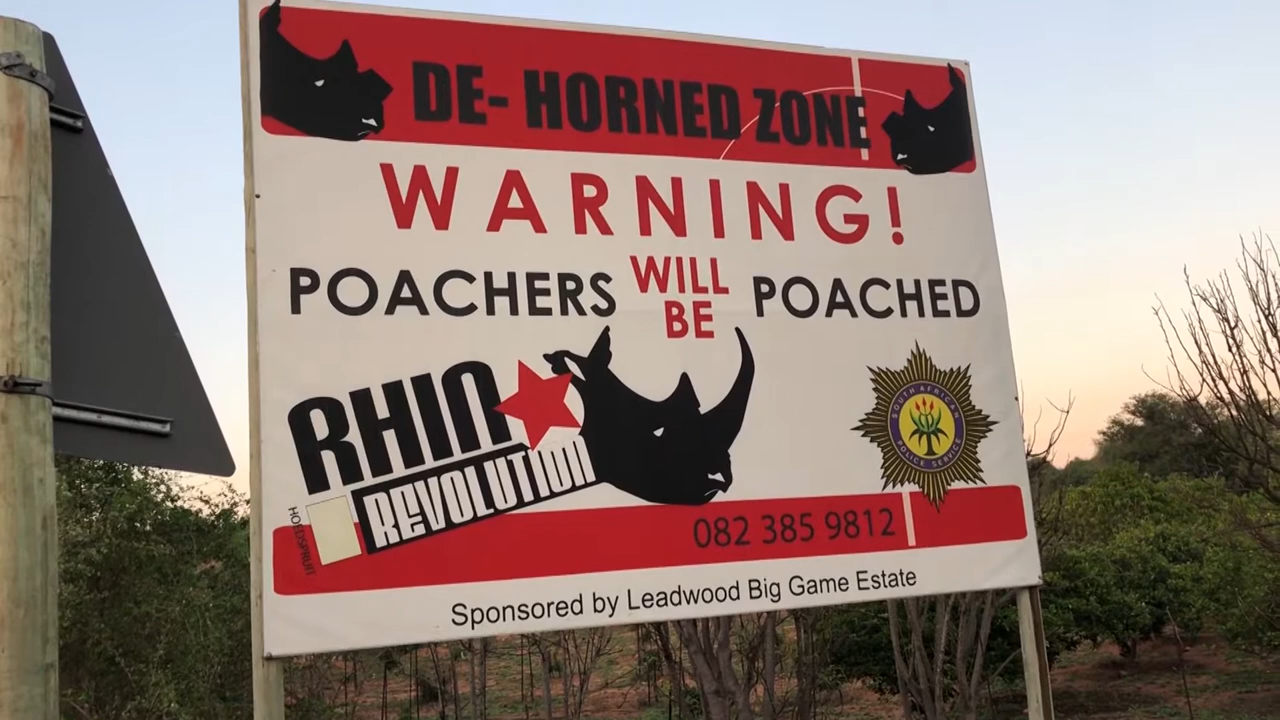 DE- HORNED ZONE
WARNING!
POACHERS WILL BE POACHED
RHINO
REVOLUTION
HOEDSPRUIT
SOUTH AFRICAN
POLICE SERVICE
082 385 9812
Sponsored by Leadwood Big Game Estate